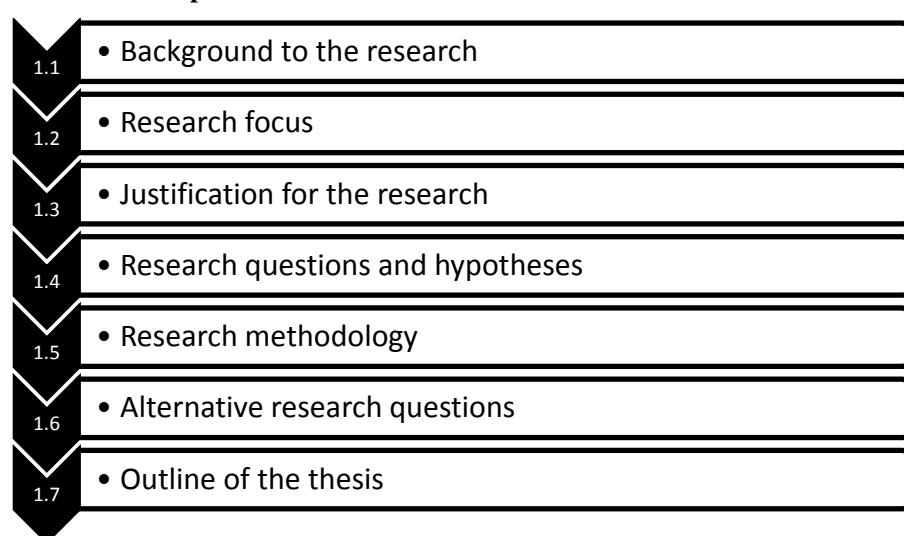 1.1 • Background to the research
1.2 • Research focus
1.3 • Justification for the research
1.4 • Research questions and hypotheses
1.5 • Research methodology
1.6 • Alternative research questions
1.7 • Outline of the thesis